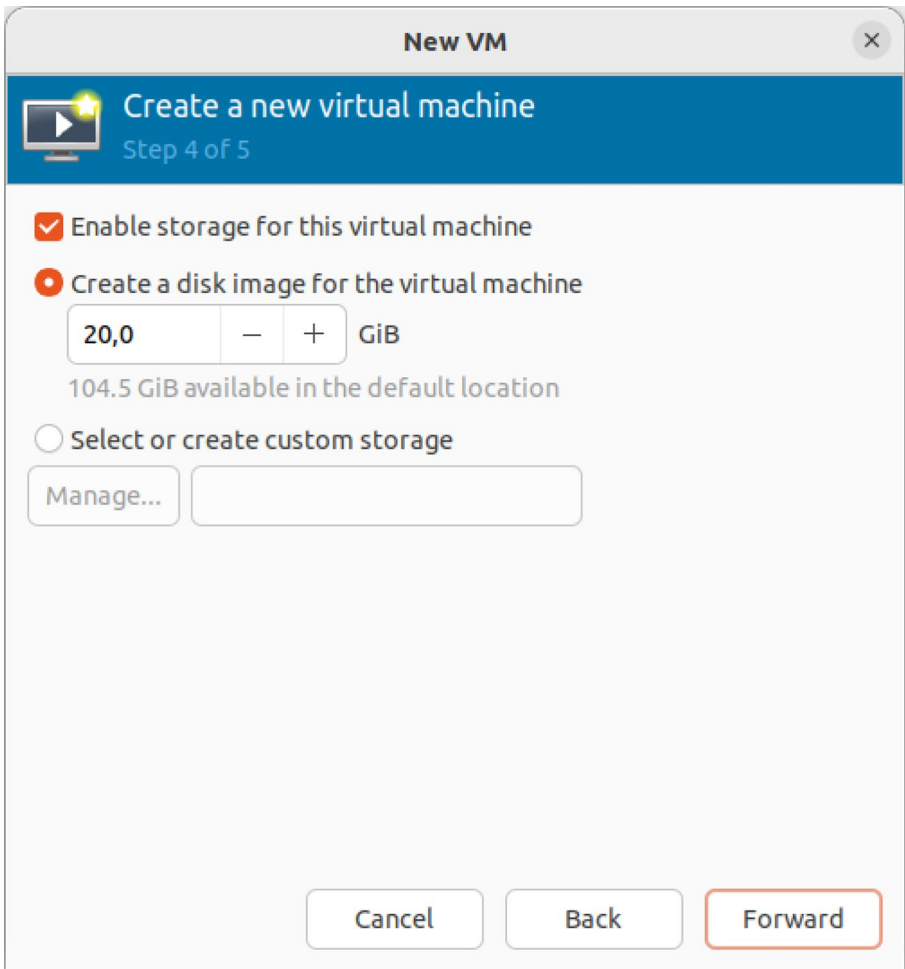 New VM
Create a new virtual machine
Step 4 of 5
Enable storage for this virtual machine
Create a disk image for the virtual machine
20,0 − + GiB
104.5 GiB available in the default location
Select or create custom storage
Manage...
Cancel Back Forward